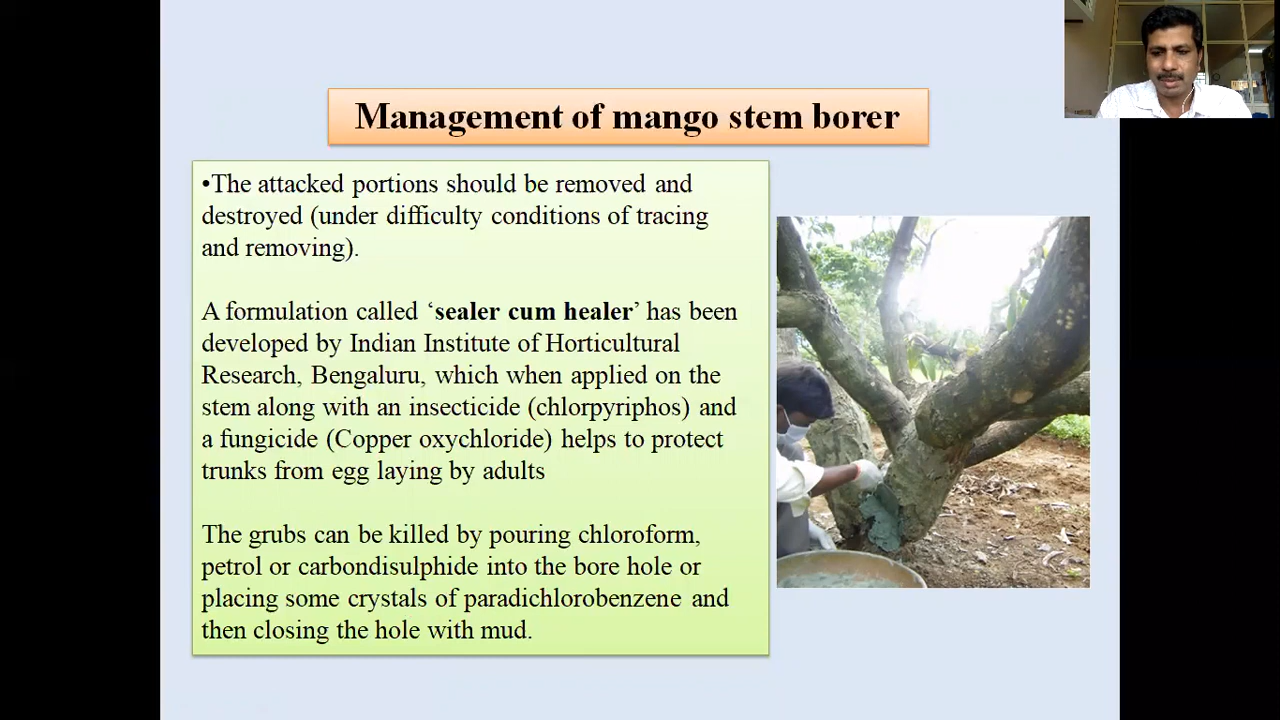 Management of mango stem borer
•The attacked portions should be removed and
destroyed (under difficulty conditions of tracing
and removing).
A formulation called ‘sealer cum healer’ has been
developed by Indian Institute of Horticultural
Research, Bengaluru, which when applied on the
stem along with an insecticide (chlorpyriphos) and
a fungicide (Copper oxychloride) helps to protect
trunks from egg laying by adults
The grubs can be killed by pouring chloroform,
petrol or carbondisulphide into the bore hole or
placing some crystals of paradichlorobenzene and
then closing the hole with mud.